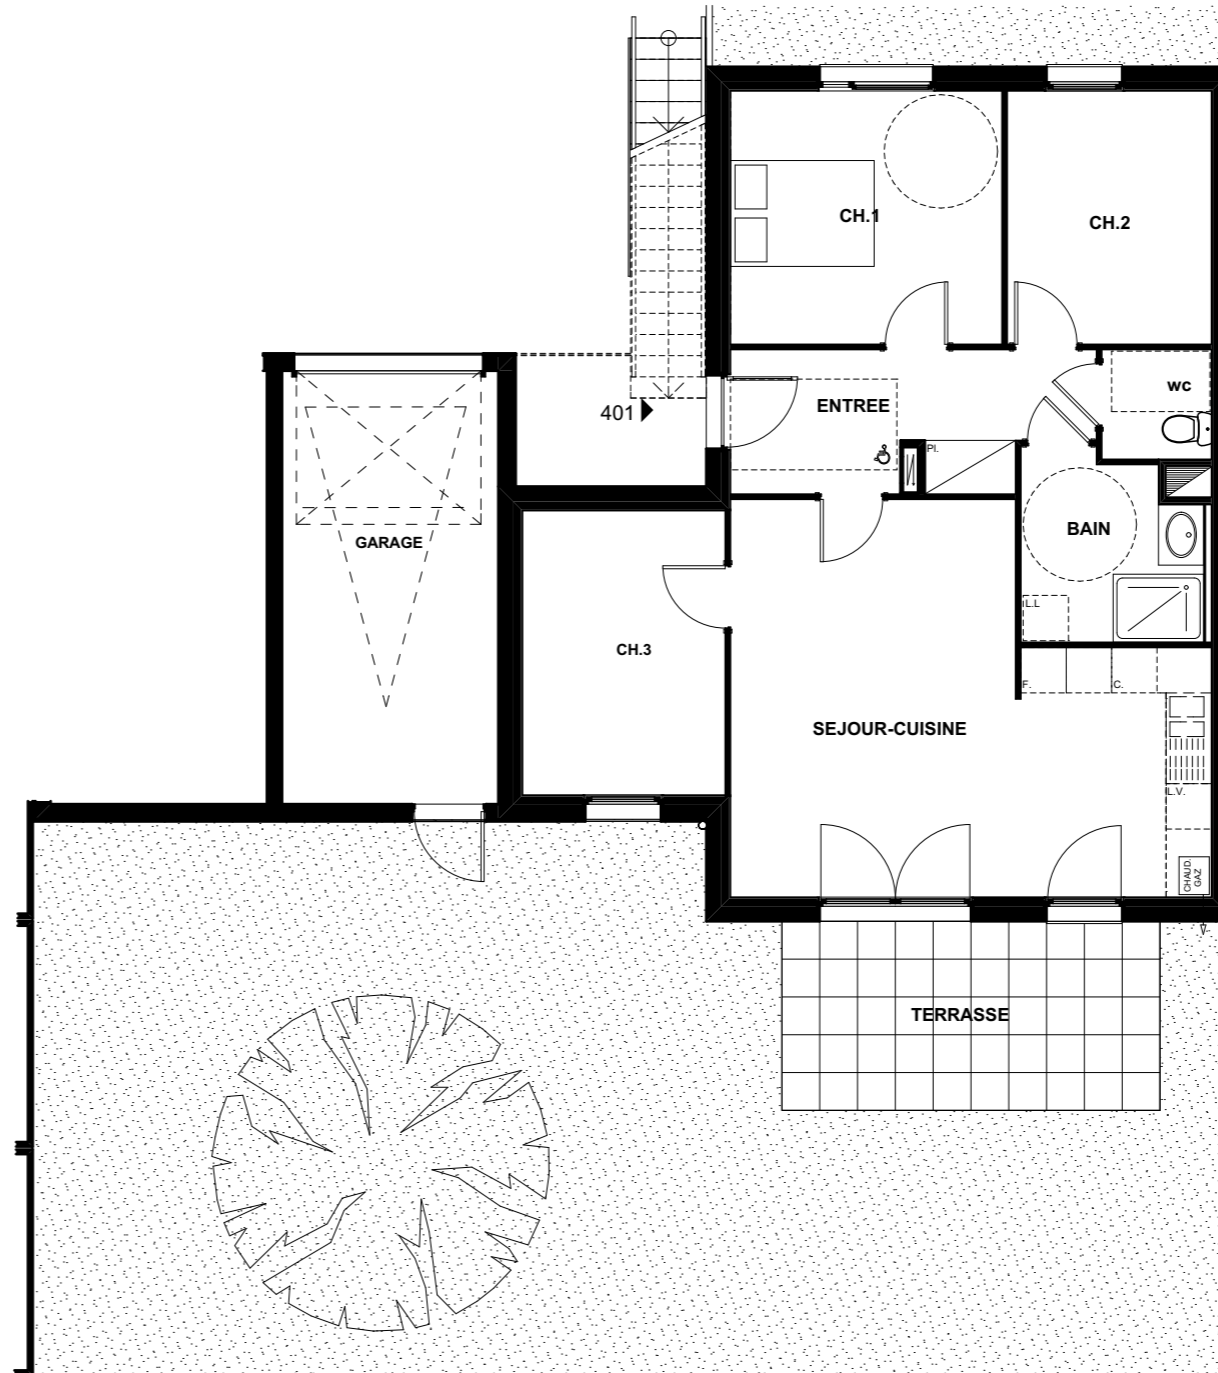 CH.1
CH.2
wc
ENTREE
401
Pl.
BAIN
GARAGE
L.L
CH.3
F.
C.
SEJOUR-CUISINE
L.V.
CHAUD.
GAZ
TERRASSE